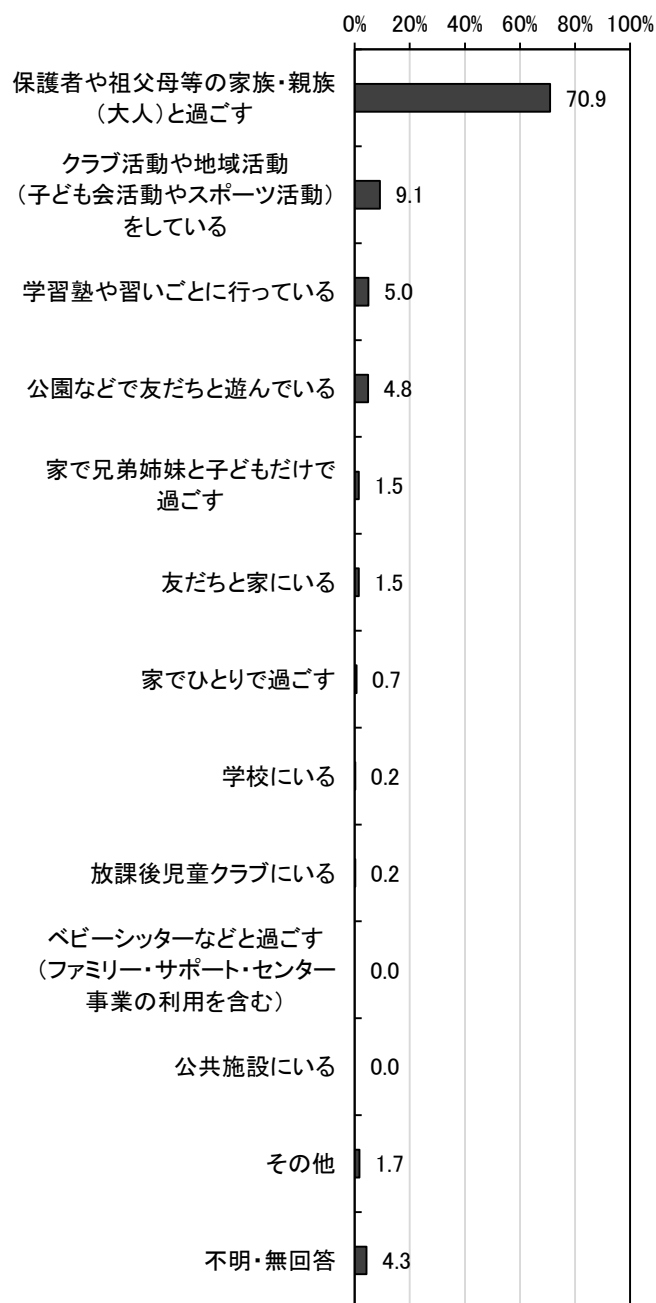 0% 20% 40% 60% 80% 100%
保護者や祖父母等の家族・親族
（大人）と過ごす
70.9
クラブ活動や地域活動
（子ども会活動やスポーツ活動）
をしている
9.1
学習塾や習いごとに行っている
5.0
公園などで友だちと遊んでいる
4.8
家で兄弟姉妹と子どもだけで
過ごす
1.5
友だちと家にいる
1.5
家でひとりで過ごす
0.7
学校にいる
0.2
放課後児童クラブにいる
0.2
ベビーシッターなどと過ごす
（ファミリー・サポート・センター
事業の利用を含む）
0.0
公共施設にいる
0.0
その他
1.7
不明・無回答
4.3